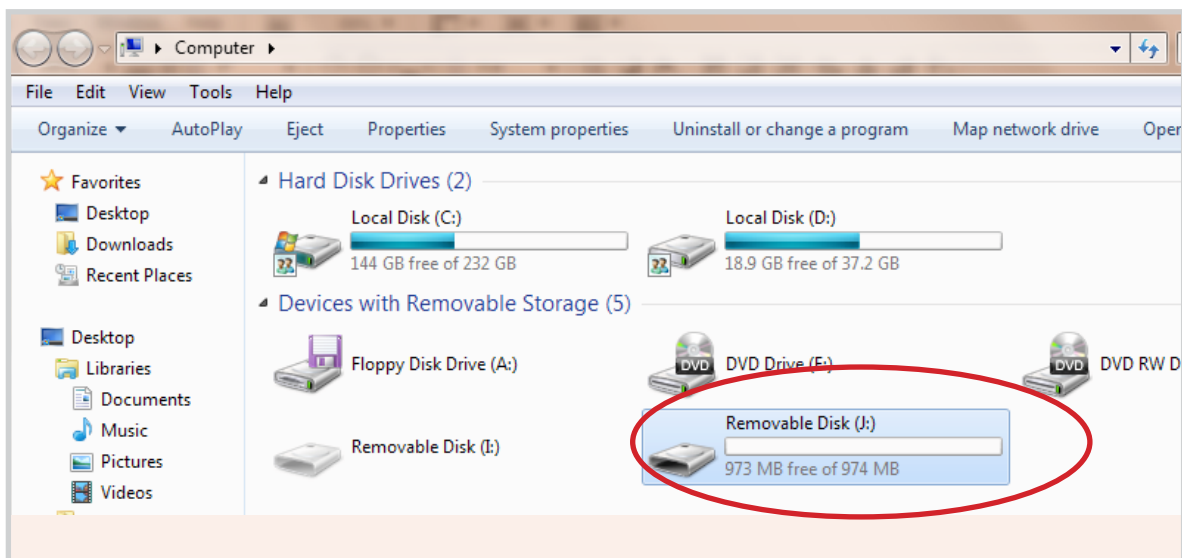 Computer
File Edit View Tools Help
Organize AutoPlay Eject Properties System properties Uninstall or change a program Map network drive Oper
Favorites
Desktop
Downloads
Recent Places
Desktop
Libraries
Documents
Music
Pictures
Videos
Hard Disk Drives (2)
Local Disk (C:)
144 GB free of 232 GB
Local Disk (D:)
18.9 GB free of 37.2 GB
Devices with Removable Storage (5)
Floppy Disk Drive (A:)
DVD
DVD Drive
DVD
DVD RW D
Removable Disk (I:)
Removable Disk (J:)
973 MB free of 974 MB